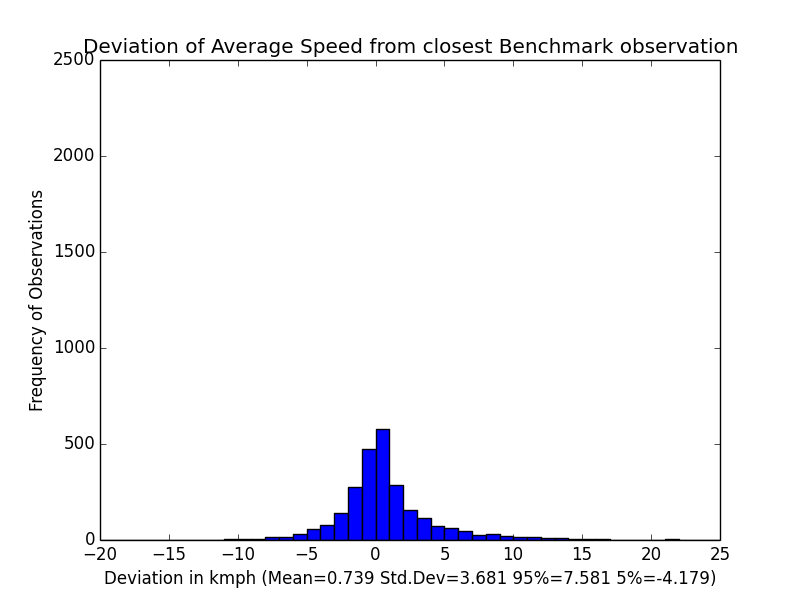 Deviation of Average Speed from closest Benchmark observation
2500
2000
1500
1000
500
0
Frequency of Observations
−20 −15 −10 −5 0 5 10 15 20 25
Deviation in kmph (Mean=0.739 Std.Dev=3.681 95%=7.581 5%=-4.179)